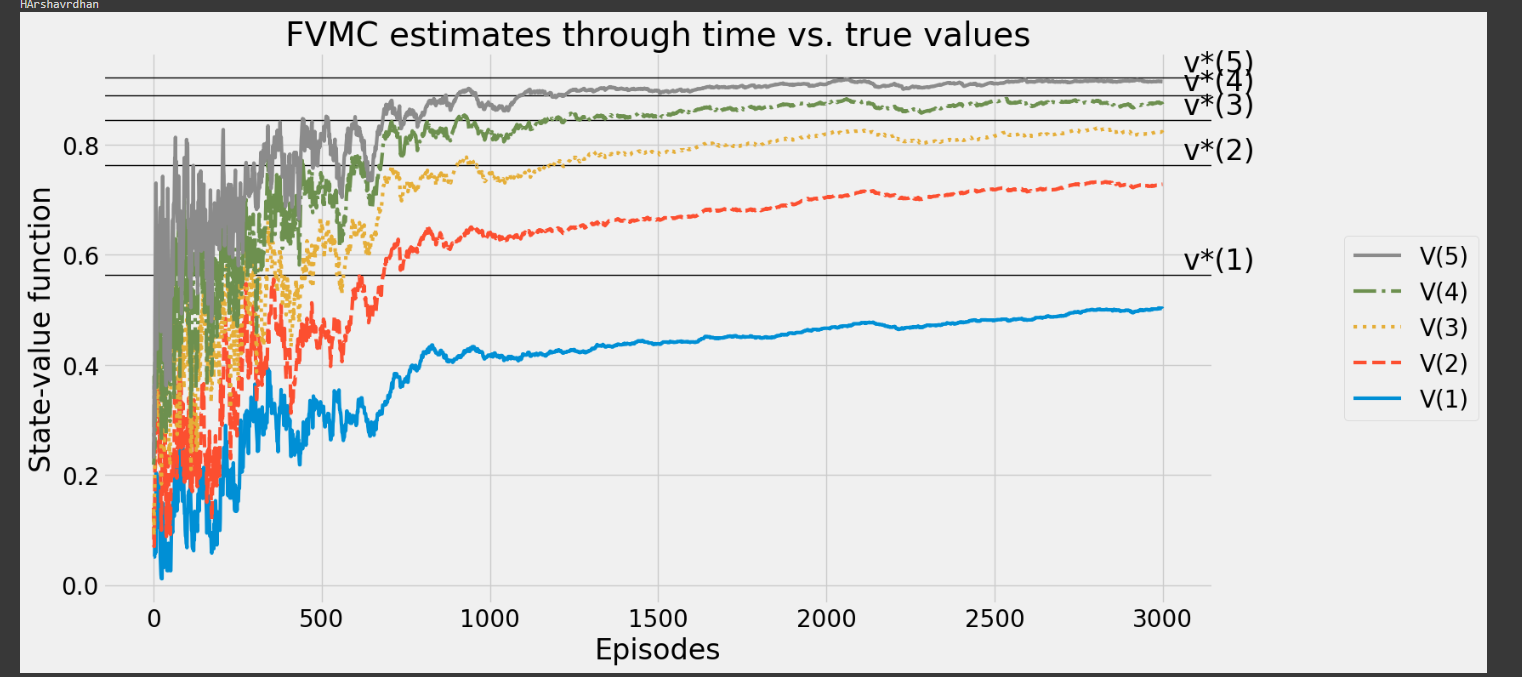 HArshavrdhan
FVMC estimates through time vs. true values
v*(5)
v*(4)
v*(3)
v*(2)
v*(1)
State-value function
0.8
0.6
0.4
0.2
0.0
0
500
1000
1500
2000
2500
3000
Episodes
V(5)
V(4)
V(3)
V(2)
V(1)